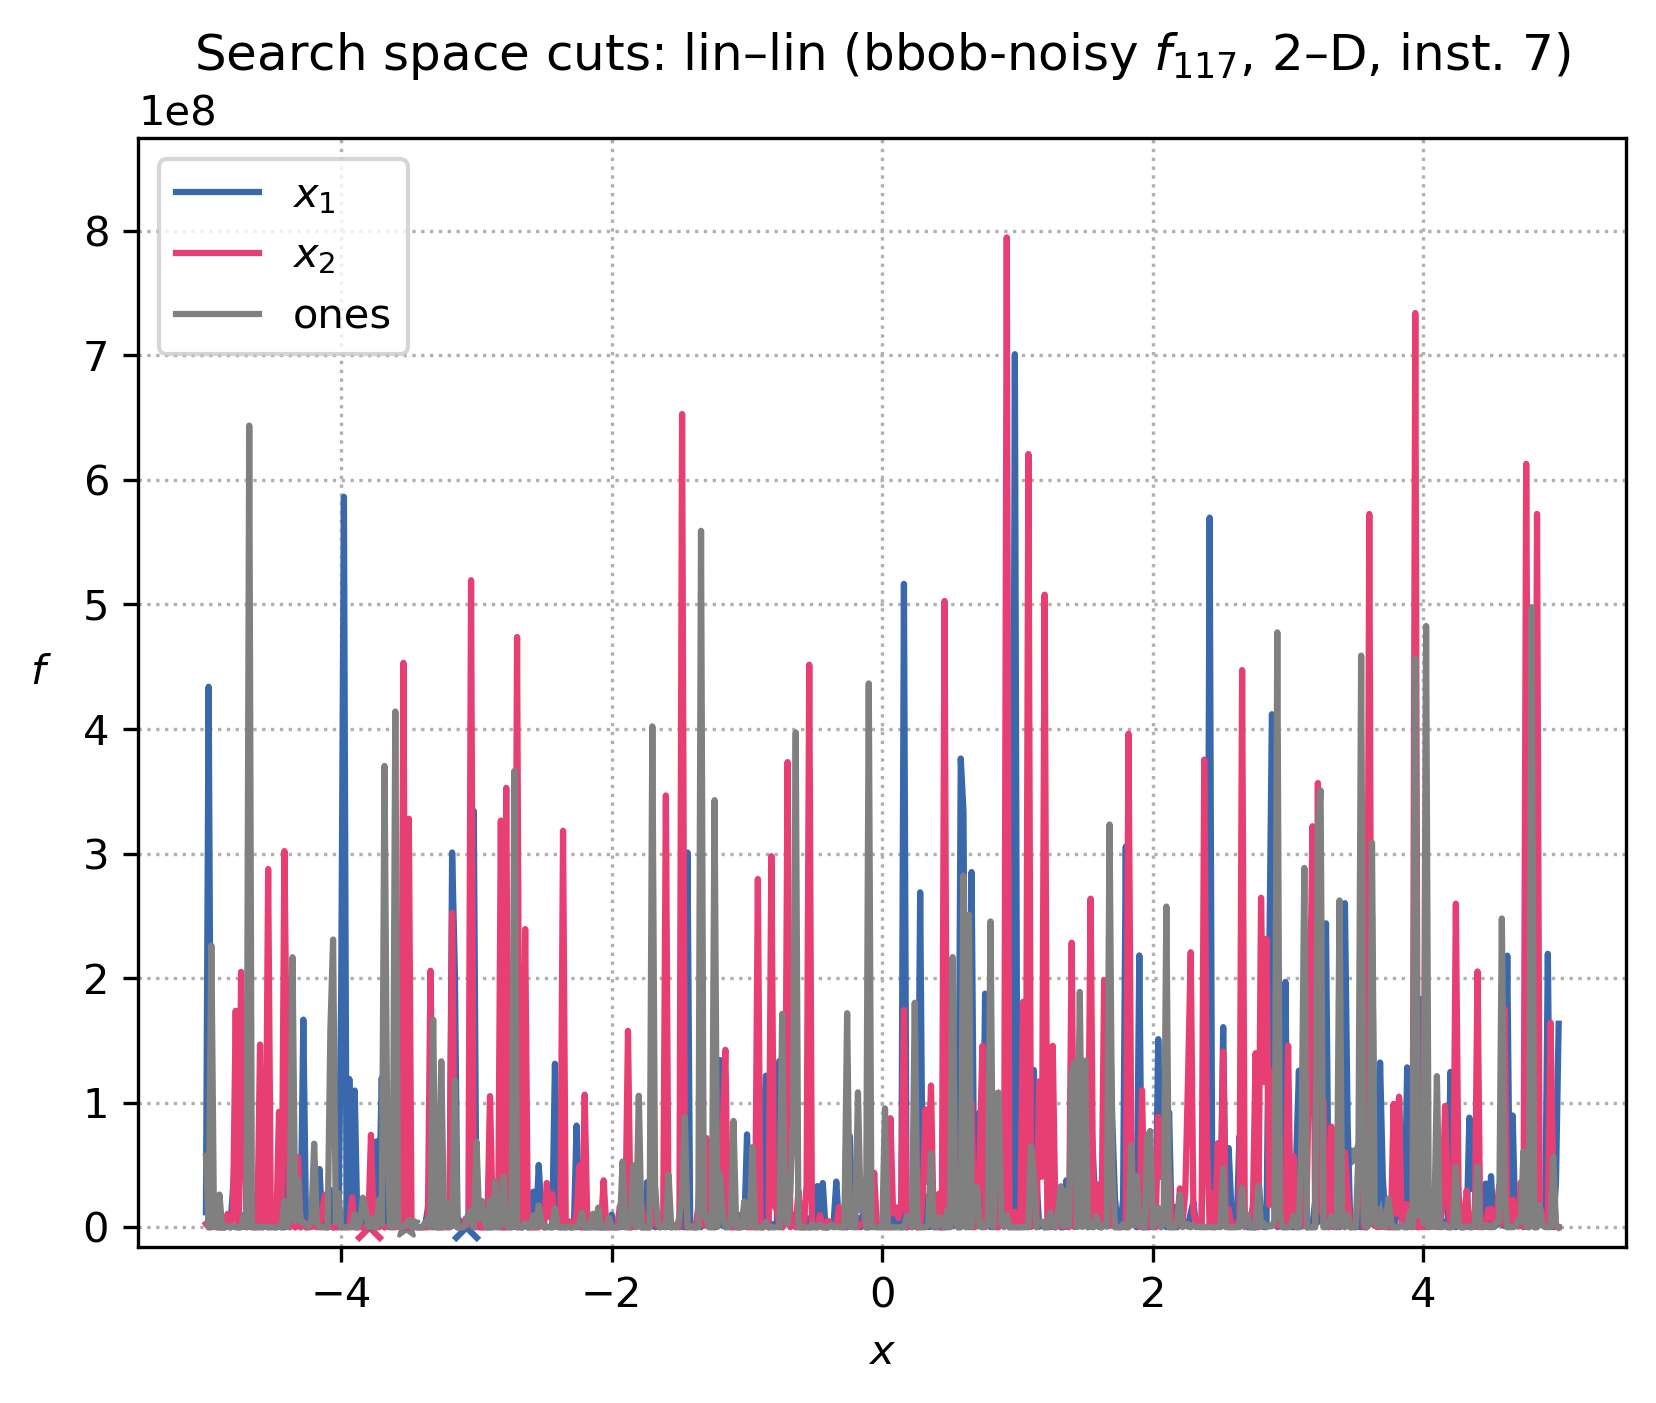 Search space cuts: lin–lin (bbob-noisy f₁₁₇, 2–D, inst. 7)
1e8
x₁
x₂
ones
8
7
6
5
4
3
2
1
0
f
−4
−2
0
2
4
x